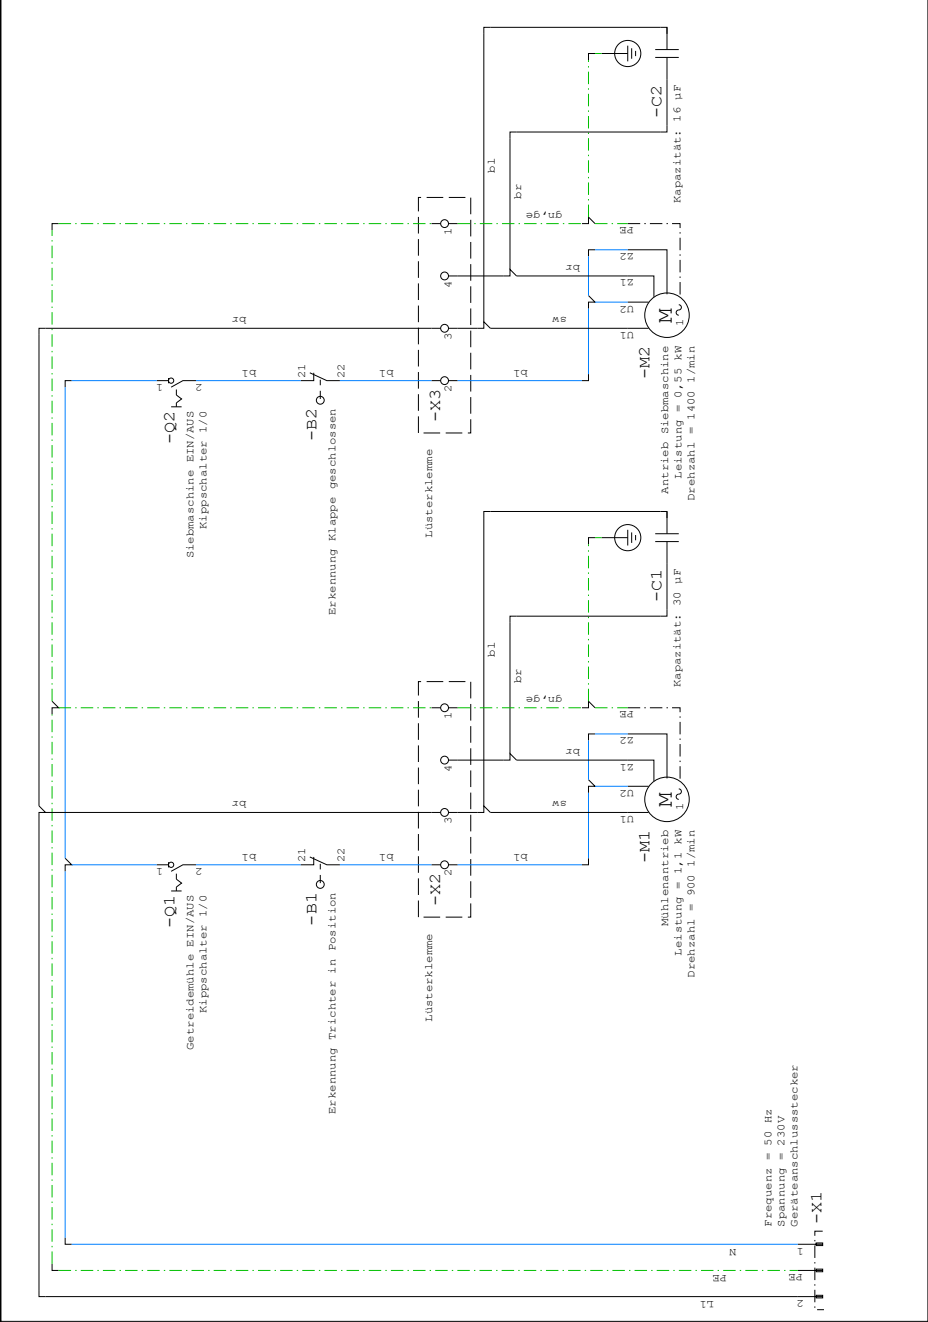 -X1
Geräteanschlussstecker
Spannung = 230V
Frequenz = 50 Hz
2
PE
1
L1
PE
N
-Q1
Getreidemühle EIN/AUS
Kippschalter 1/0
1
2
bl
21
22
-B1
Erkennung Trichter in Position
bl
br
-X2
Lüsterklemme
2
3
4
1
bl
sw
br
gn,ge
bl
br
U1
U2
Z1
Z2
PE
-M1
M
1
Mühlenantrieb
Leistung = 1,1 kW
Drehzahl = 900 1/min
-C1
Kapazität: 30 µF
-Q2
Siebmaschine EIN/AUS
Kippschalter 1/0
1
2
bl
21
22
-B2
Erkennung Klappe geschlossen
bl
br
-X3
Lüsterklemme
2
3
4
1
bl
sw
br
gn,ge
bl
br
U1
U2
Z1
Z2
PE
-M2
M
1
Antrieb Siebmaschine
Leistung = 0,55 kW
Drehzahl = 1400 1/min
-C2
Kapazität: 16 µF